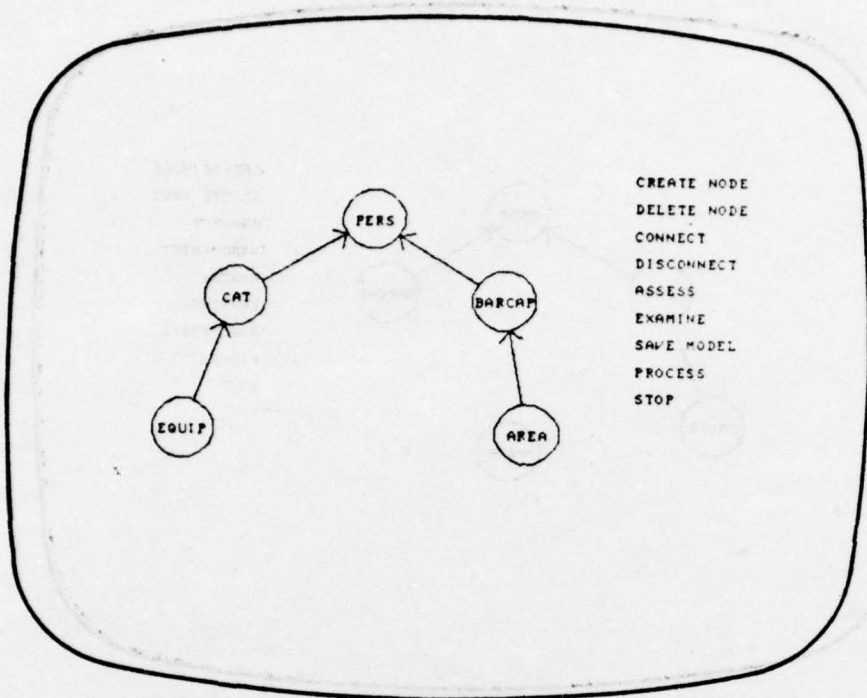 PERS
CAT
BARCAP
EQUIP
AREA
CREATE NODE
DELETE NODE
CONNECT
DISCONNECT
ASSESS
EXAMINE
SAVE MODEL
PROCESS
STOP